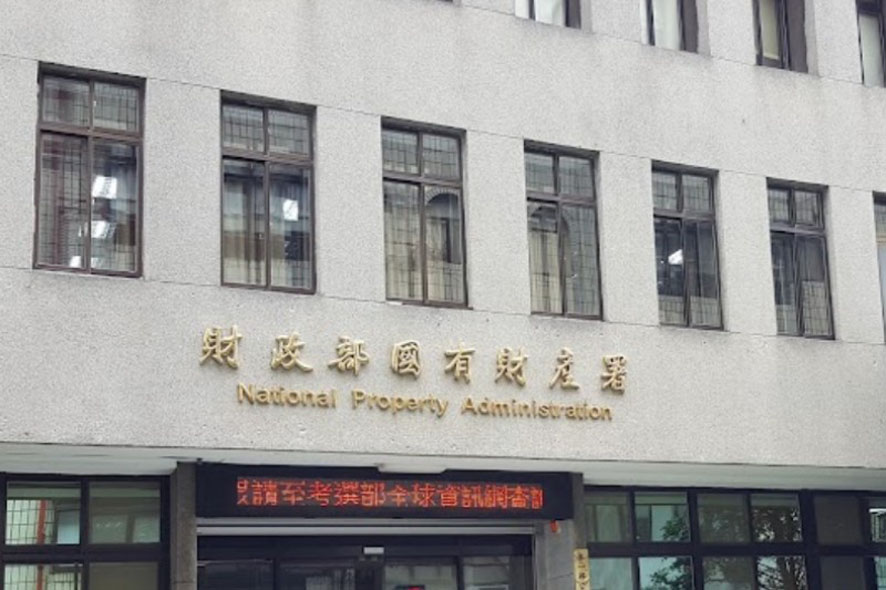 財政部國有財產署
National Property Administration
請至考選部全球資訊網查